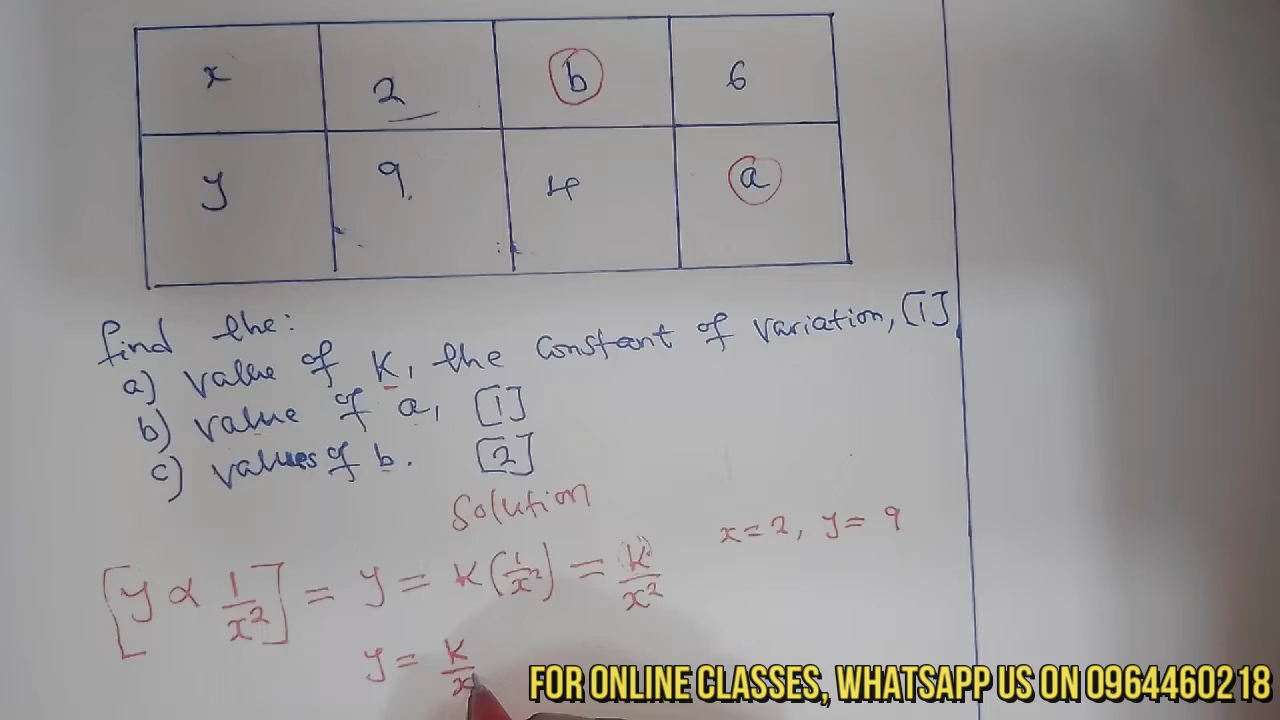 x 2 b 6
y 9. 4 a
find the:
a) value of K, the constant of variation, [1]
b) value of a, [1]
c) values of b. [2]
Solution
x = 2, y = 9
[y ∝ 1/x²] = y = K(1/x²) = K/x²
y = K/x
FOR ONLINE CLASSES, WHATSAPP US ON 0964460218